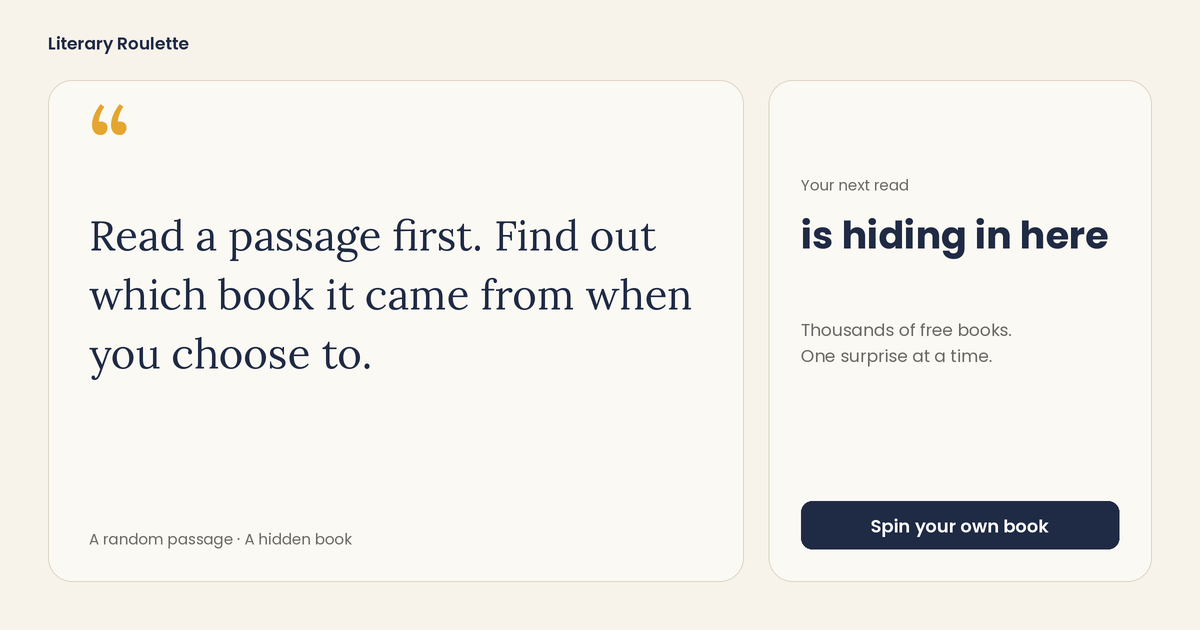 Literary Roulette
“
Read a passage first. Find out
which book it came from when
you choose to.
A random passage · A hidden book
Your next read
is hiding in here
Thousands of free books.
One surprise at a time.
Spin your own book